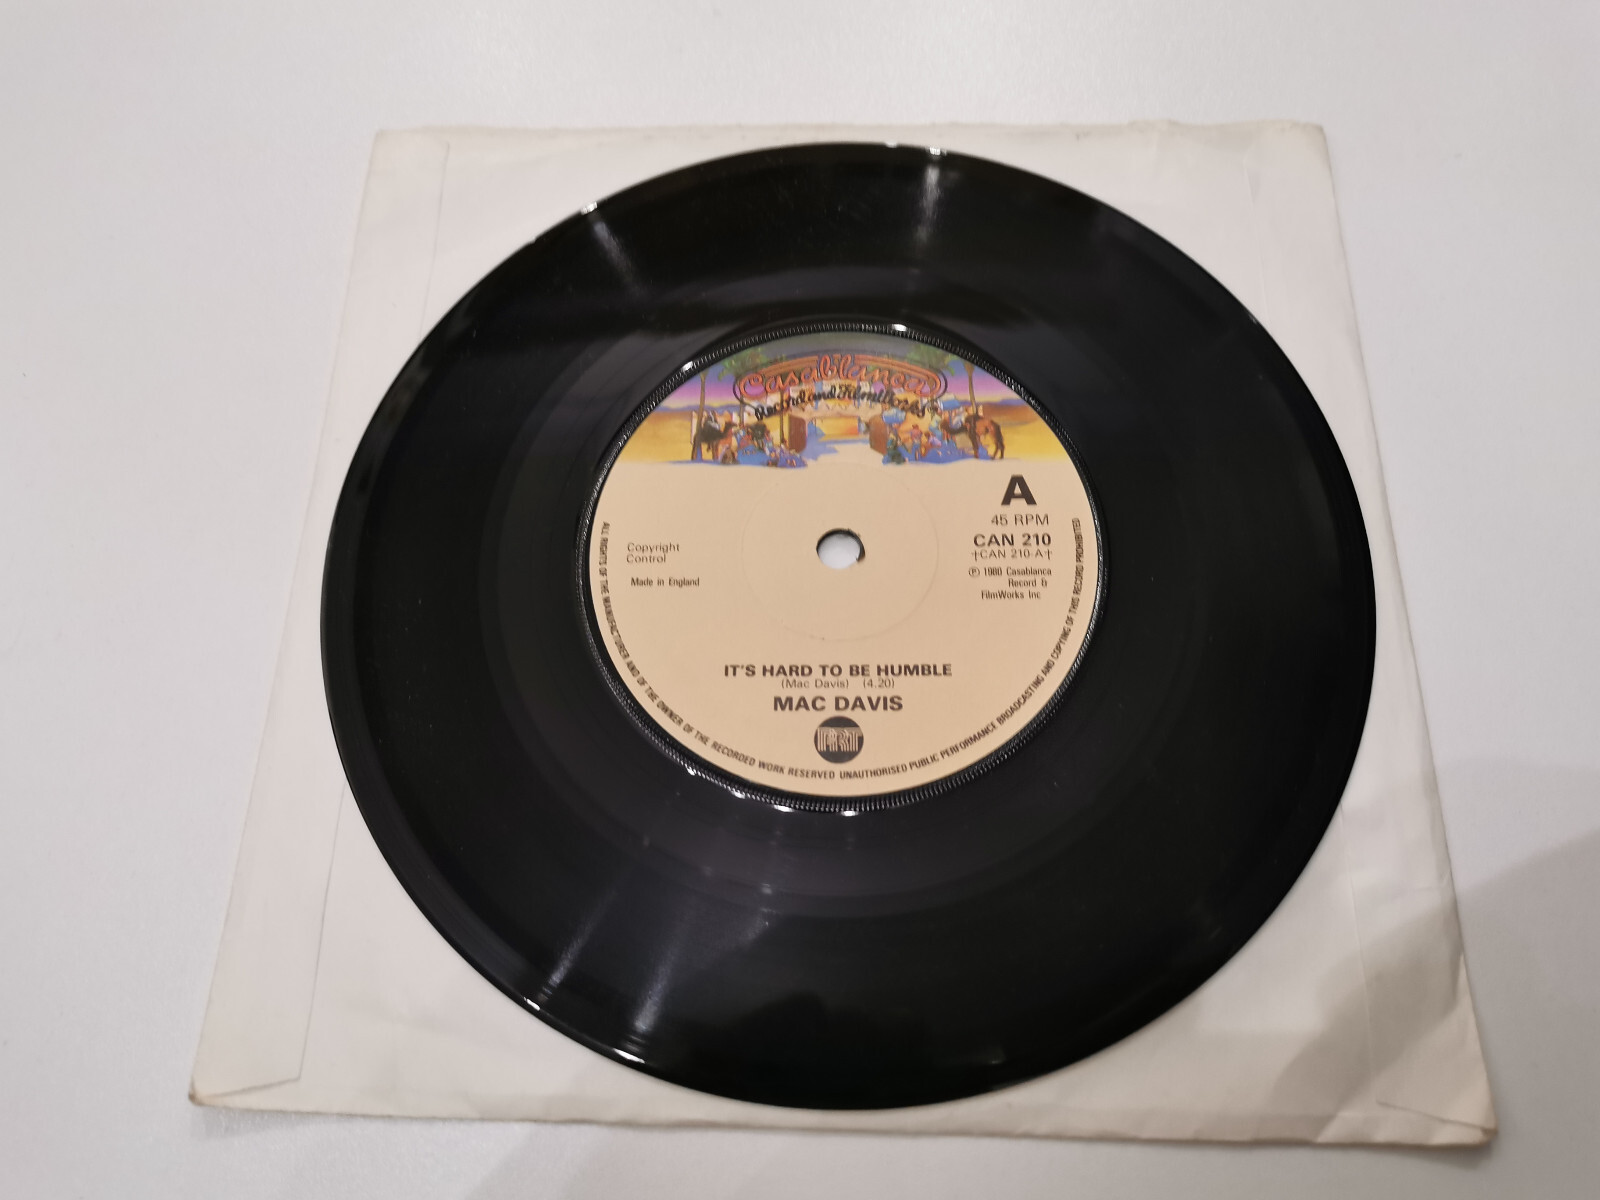 Casablanca
Record and FilmWorks
A
45 RPM
CAN 210
†CAN 210-A†
℗ 1980 Casablanca
Record &
FilmWorks Inc
Copyright
Control
Made in England
IT'S HARD TO BE HUMBLE
(Mac Davis) (4.20)
MAC DAVIS
ALL RIGHTS OF THE MANUFACTURER AND OF THE OWNER OF THE RECORDED WORK RESERVED UNAUTHORISED PUBLIC PERFORMANCE BROADCASTING AND COPYING OF THIS RECORD PROHIBITED